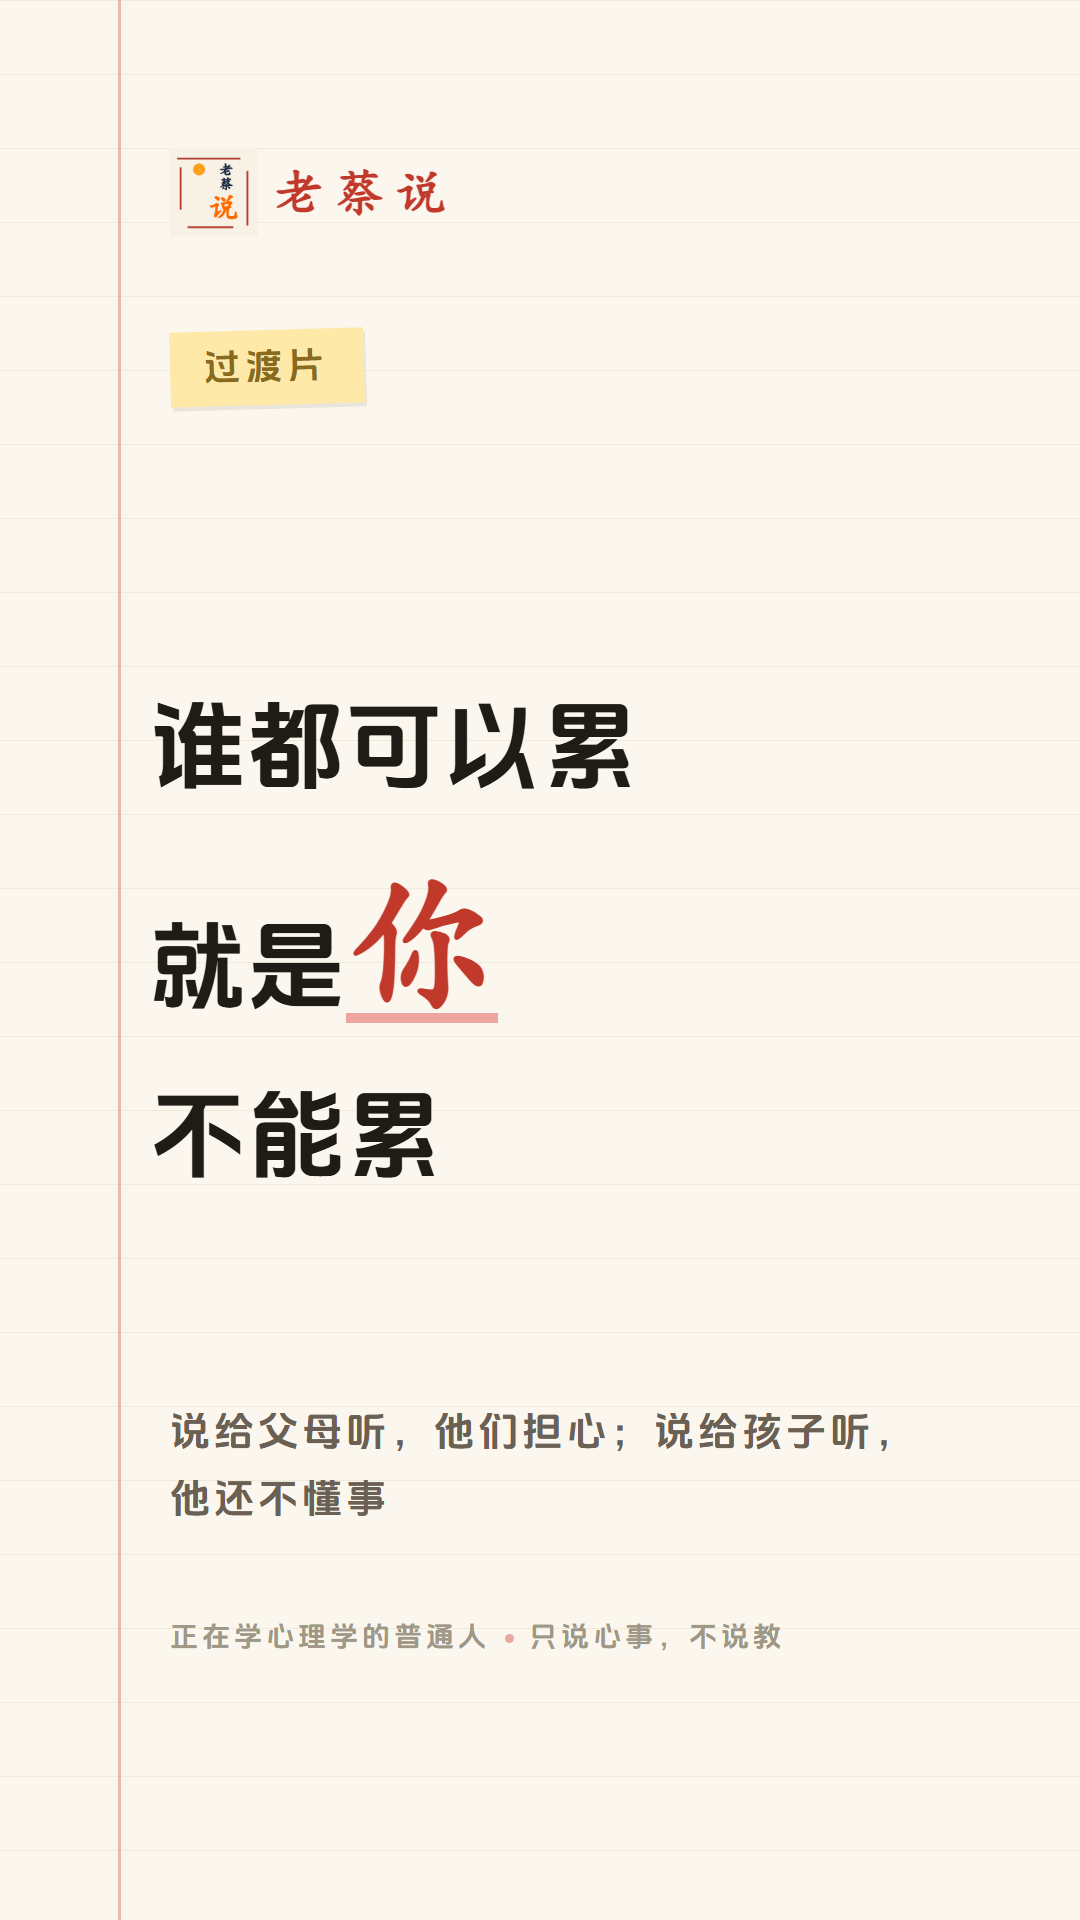 老蔡
说
老蔡说
过渡片
谁都可以累
就是你
不能累
说给父母听，他们担心；说给孩子听，
他还不懂事
正在学心理学的普通人 • 只说心事，不说教